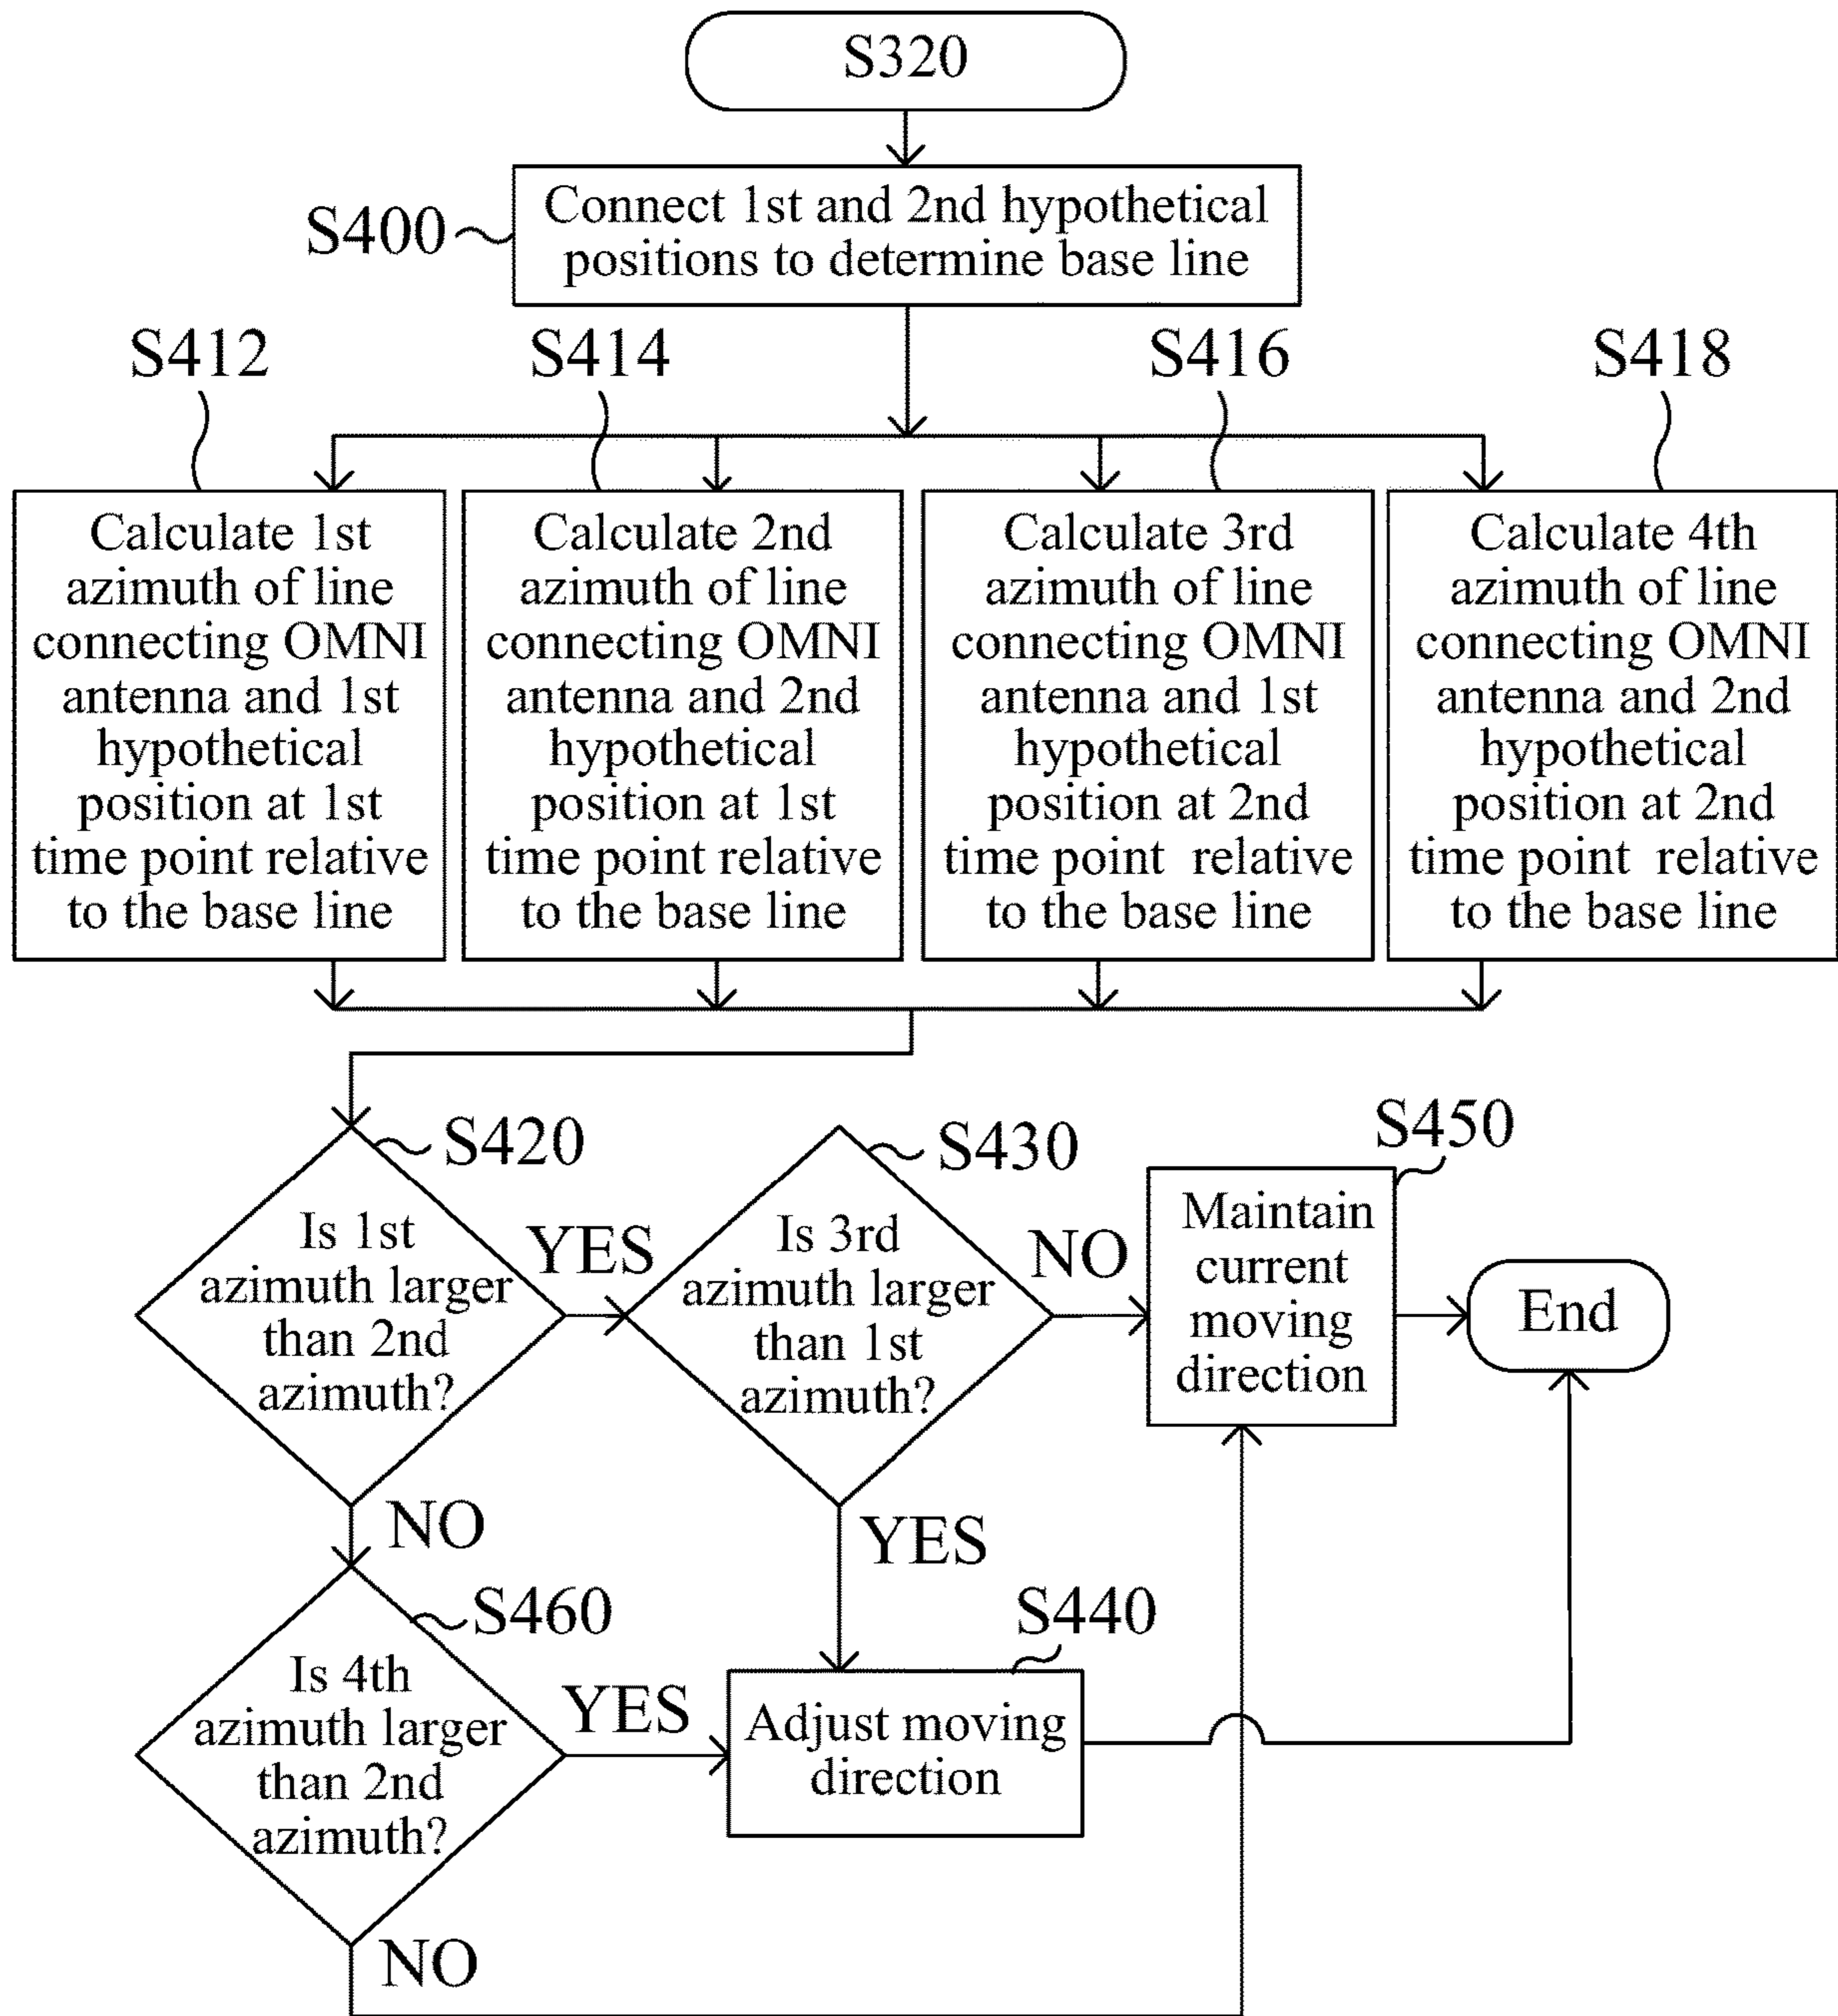 S320
S400
Connect 1st and 2nd hypothetical
positions to determine base line
S412
S414
S416
S418
Calculate 1st
azimuth of line
connecting OMNI
antenna and 1st
hypothetical
position at 1st
time point relative
to the base line
Calculate 2nd
azimuth of line
connecting OMNI
antenna and 2nd
hypothetical
position at 1st
time point relative
to the base line
Calculate 3rd
azimuth of line
connecting OMNI
antenna and 1st
hypothetical
position at 2nd
time point relative
to the base line
Calculate 4th
azimuth of line
connecting OMNI
antenna and 2nd
hypothetical
position at 2nd
time point relative
to the base line
S420
Is 1st
azimuth larger
than 2nd
azimuth?
YES
S430
Is 3rd
azimuth larger
than 1st
azimuth?
NO
S450
Maintain
current
moving
direction
End
NO
YES
S460
Is 4th
azimuth larger
than 2nd
azimuth?
YES
S440
Adjust moving
direction
NO